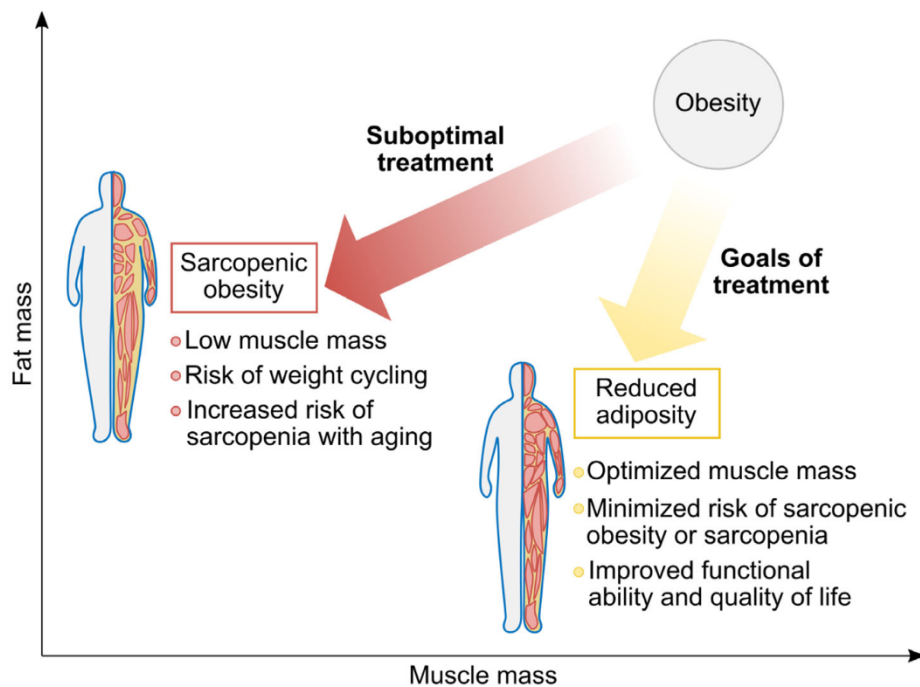 Obesity
Suboptimal
treatment
Goals of
treatment
Sarcopenic
obesity
Low muscle mass
Risk of weight cycling
Increased risk of
sarcopenia with aging
Reduced
adiposity
Optimized muscle mass
Minimized risk of sarcopenic
obesity or sarcopenia
Improved functional
ability and quality of life
Fat mass
Muscle mass